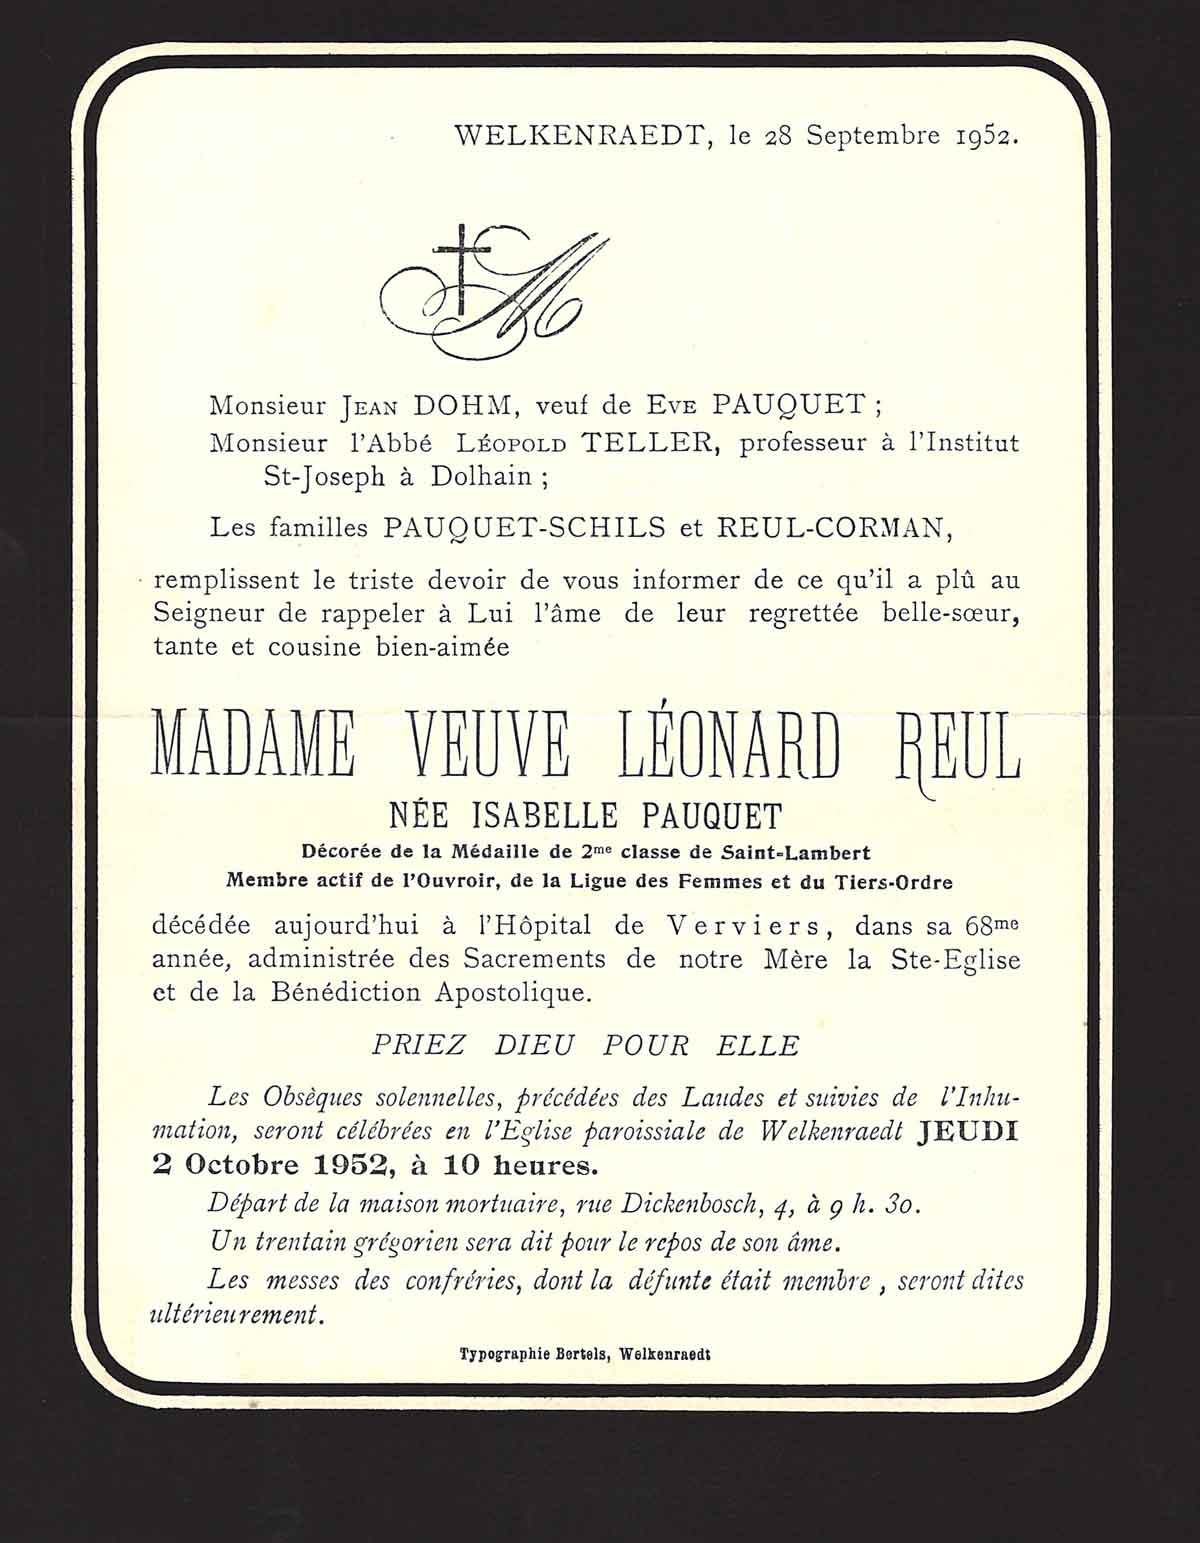 WELKENRAEDT, le 28 Septembre 1952.
M
Monsieur JEAN DOHM, veuf de EVE PAUQUET ;
Monsieur l'Abbé LÉOPOLD TELLER, professeur à l'Institut
St-Joseph à Dolhain ;
Les familles PAUQUET-SCHILS et REUL-CORMAN,
remplissent le triste devoir de vous informer de ce qu'il a plû au
Seigneur de rappeler à Lui l'âme de leur regrettée belle-sœur,
tante et cousine bien-aimée
MADAME VEUVE LÉONARD REUL
NÉE ISABELLE PAUQUET
Décorée de la Médaille de 2me classe de Saint-Lambert
Membre actif de l'Ouvroir, de la Ligue des Femmes et du Tiers-Ordre
décédée aujourd'hui à l'Hôpital de Verviers, dans sa 68me
année, administrée des Sacrements de notre Mère la Ste-Eglise
et de la Bénédiction Apostolique.
PRIEZ DIEU POUR ELLE
Les Obsèques solennelles, précédées des Laudes et suivies de l'Inhu-
mation, seront célébrées en l'Eglise paroissiale de Welkenraedt JEUDI
2 Octobre 1952, à 10 heures.
Départ de la maison mortuaire, rue Dickenbosch, 4, à 9 h. 30.
Un trentain grégorien sera dit pour le repos de son âme.
Les messes des confréries, dont la défunte était membre , seront dites
ultérieurement.
Typographie Bertels, Welkenraedt